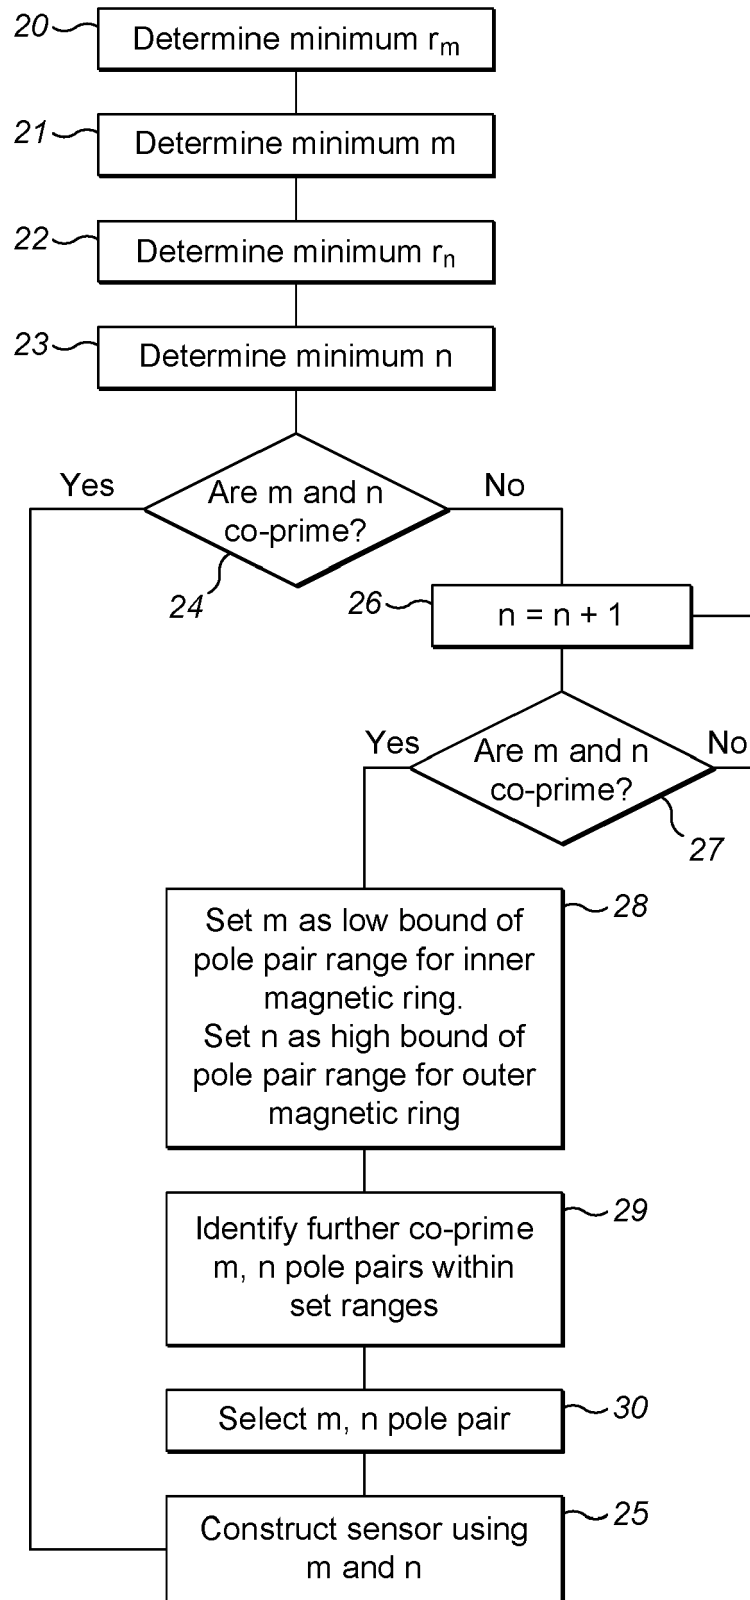 20
Determine minimum rm
21
Determine minimum m
22
Determine minimum rn
23
Determine minimum n
Yes
Are m and n
co-prime?
No
24
26
n = n + 1
Yes
Are m and n
co-prime?
No
27
Set m as low bound of
pole pair range for inner
magnetic ring.
Set n as high bound of
pole pair range for outer
magnetic ring
28
Identify further co-prime
m, n pole pairs within
set ranges
29
Select m, n pole pair
30
Construct sensor using
m and n
25